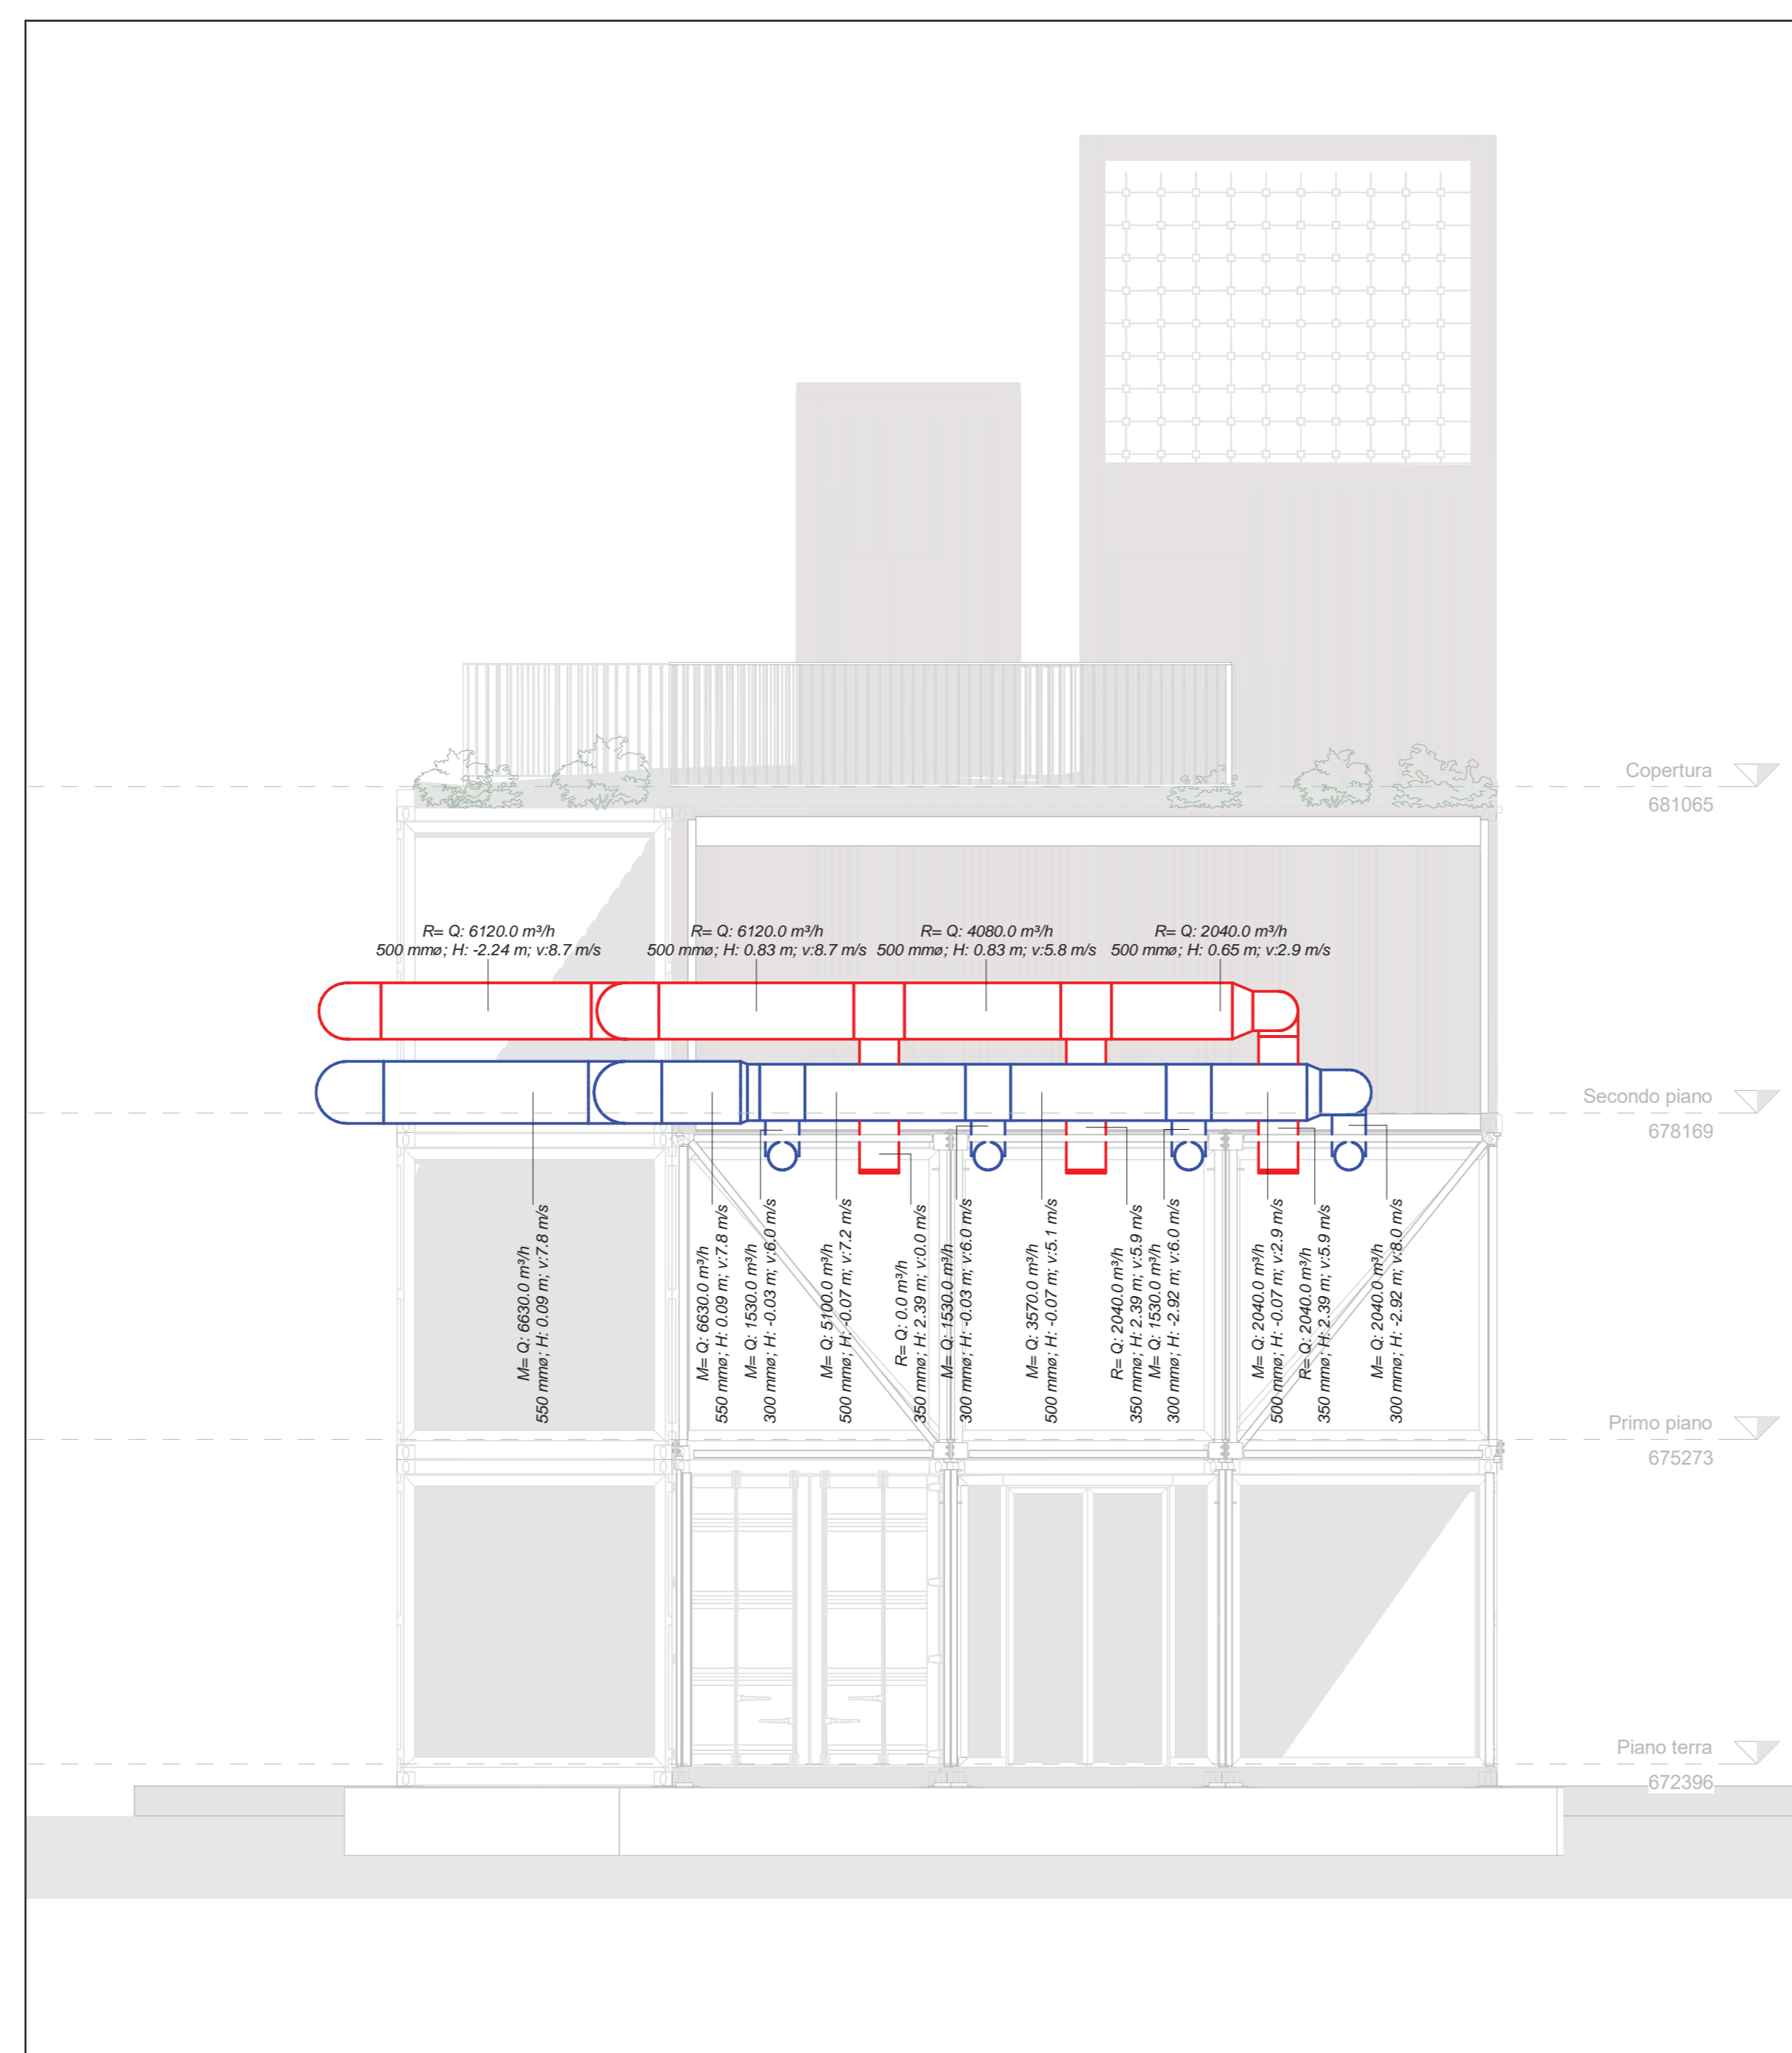 Copertura
681065
R= Q: 6120.0 m³/h
500 mmø; H: -2.24 m; v:8.7 m/s
R= Q: 6120.0 m³/h
500 mmø; H: 0.83 m; v:8.7 m/s
R= Q: 4080.0 m³/h
500 mmø; H: 0.83 m; v:5.8 m/s
R= Q: 2040.0 m³/h
500 mmø; H: 0.65 m; v:2.9 m/s
Secondo piano
678169
M= Q: 6630.0 m³/h
550 mmø; H: 0.09 m; v:7.8 m/s
M= Q: 6630.0 m³/h
550 mmø; H: 0.09 m; v:7.8 m/s
M= Q: 1530.0 m³/h
300 mmø; H: -0.03 m; v:6.0 m/s
M= Q: 5100.0 m³/h
500 mmø; H: -0.07 m; v:7.2 m/s
R= Q: 0.0 m³/h
350 mmø; H: 2.39 m; v:0.0 m/s
M= Q: 1530.0 m³/h
300 mmø; H: -0.03 m; v:6.0 m/s
M= Q: 3570.0 m³/h
500 mmø; H: -0.07 m; v:5.1 m/s
R= Q: 2040.0 m³/h
350 mmø; H: 2.39 m; v:5.9 m/s
M= Q: 1530.0 m³/h
300 mmø; H: -2.92 m; v:6.0 m/s
M= Q: 2040.0 m³/h
500 mmø; H: -0.07 m; v:2.9 m/s
R= Q: 2040.0 m³/h
350 mmø; H: 2.39 m; v:5.9 m/s
M= Q: 2040.0 m³/h
300 mmø; H: -2.92 m; v:8.0 m/s
Primo piano
675273
Piano terra
672396